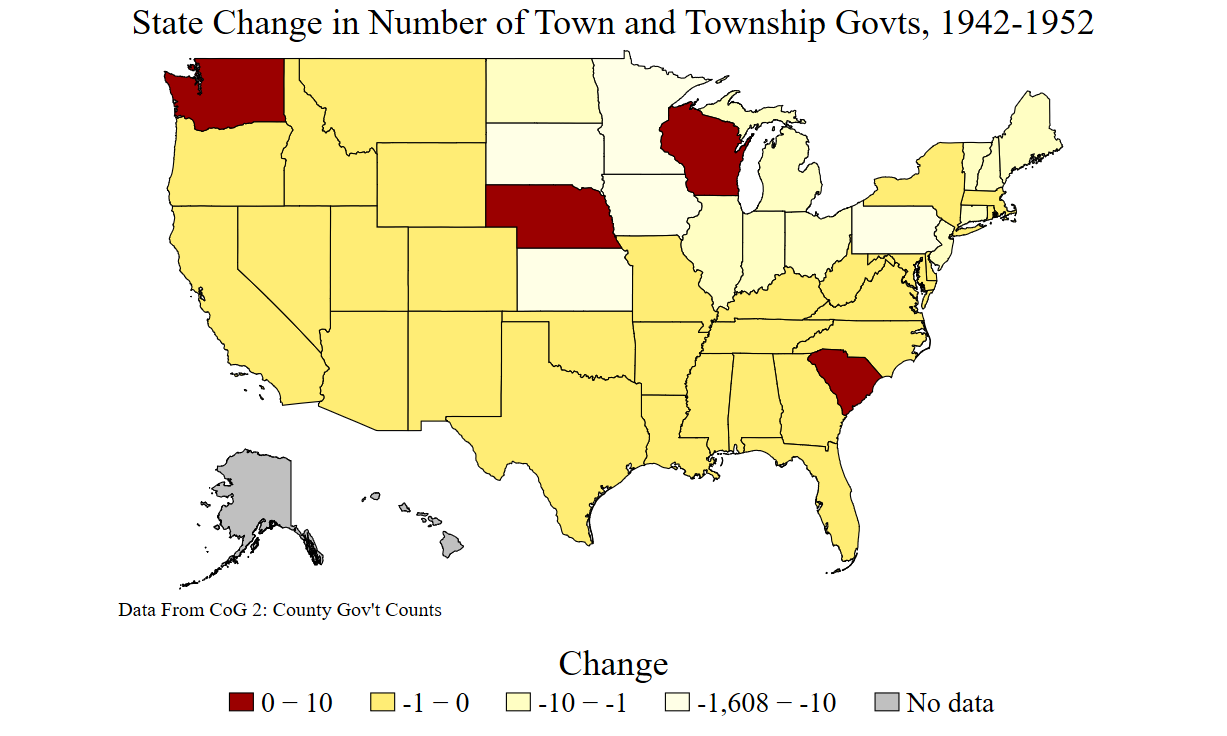 State Change in Number of Town and Township Govts, 1942-1952
Data From CoG 2: County Gov't Counts
Change
0 − 10 -1 − 0 -10 − -1 -1,608 − -10 No data